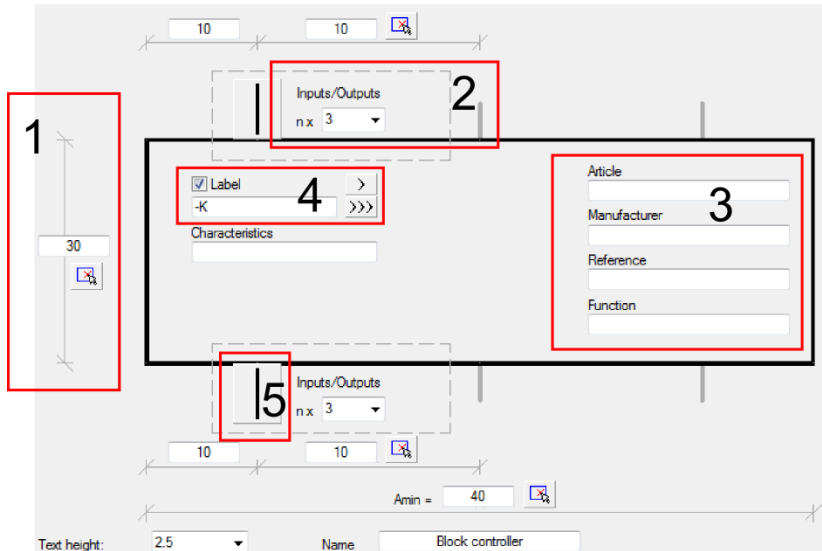 10 10
Inputs/Outputs 2
n x 3
1
Label > Article
-K >>> 4
Manufacturer 3
Characteristics
30
Reference
Function
Inputs/Outputs
5 n x 3
10 10
Amin = 40
Text height: 2.5 Name Block controller